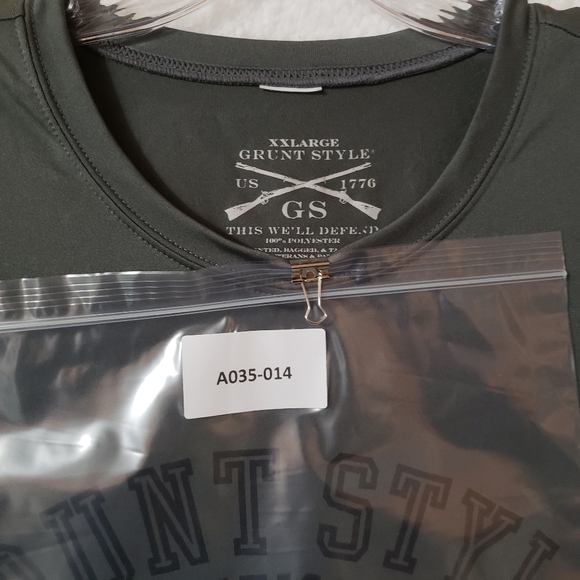 XXLARGE
GRUNT STYLE®
US 1776
GS
THIS WE'LL DEFEND
100% POLYESTER
A035-014